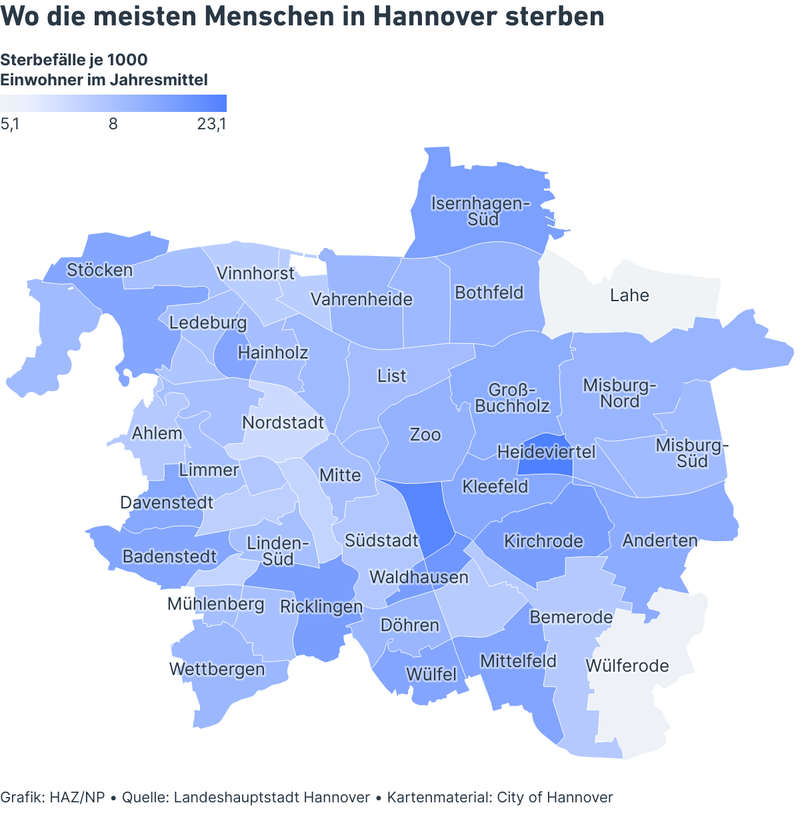 Wo die meisten Menschen in Hannover sterben
Sterbefälle je 1000
Einwohner im Jahresmittel
5,1 8 23,1
Isernhagen-
Süd
Stöcken
Vinnhorst
Vahrenheide
Bothfeld
Lahe
Ledeburg
Hainholz
List
Groß-
Buchholz
Misburg-
Nord
Nordstadt
Ahlem
Zoo
Heideviertel
Misburg-
Süd
Limmer
Mitte
Kleefeld
Davenstedt
Linden-
Süd
Südstadt
Kirchrode
Anderten
Badenstedt
Waldhausen
Mühlenberg
Ricklingen
Döhren
Bemerode
Wettbergen
Wülfel
Mittelfeld
Wülferode
Grafik: HAZ/NP • Quelle: Landeshauptstadt Hannover • Kartenmaterial: City of Hannover